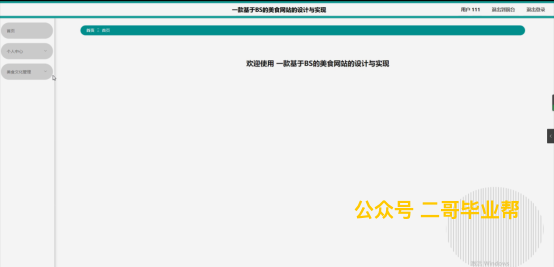 一款基于BS的美食网站的设计与实现
用户 111
退出到前台
退出登录
首页
首页 | 首页
个人中心
美食文化管理
欢迎使用 一款基于BS的美食网站的设计与实现
公众号 二哥毕业帮
激活 Windows